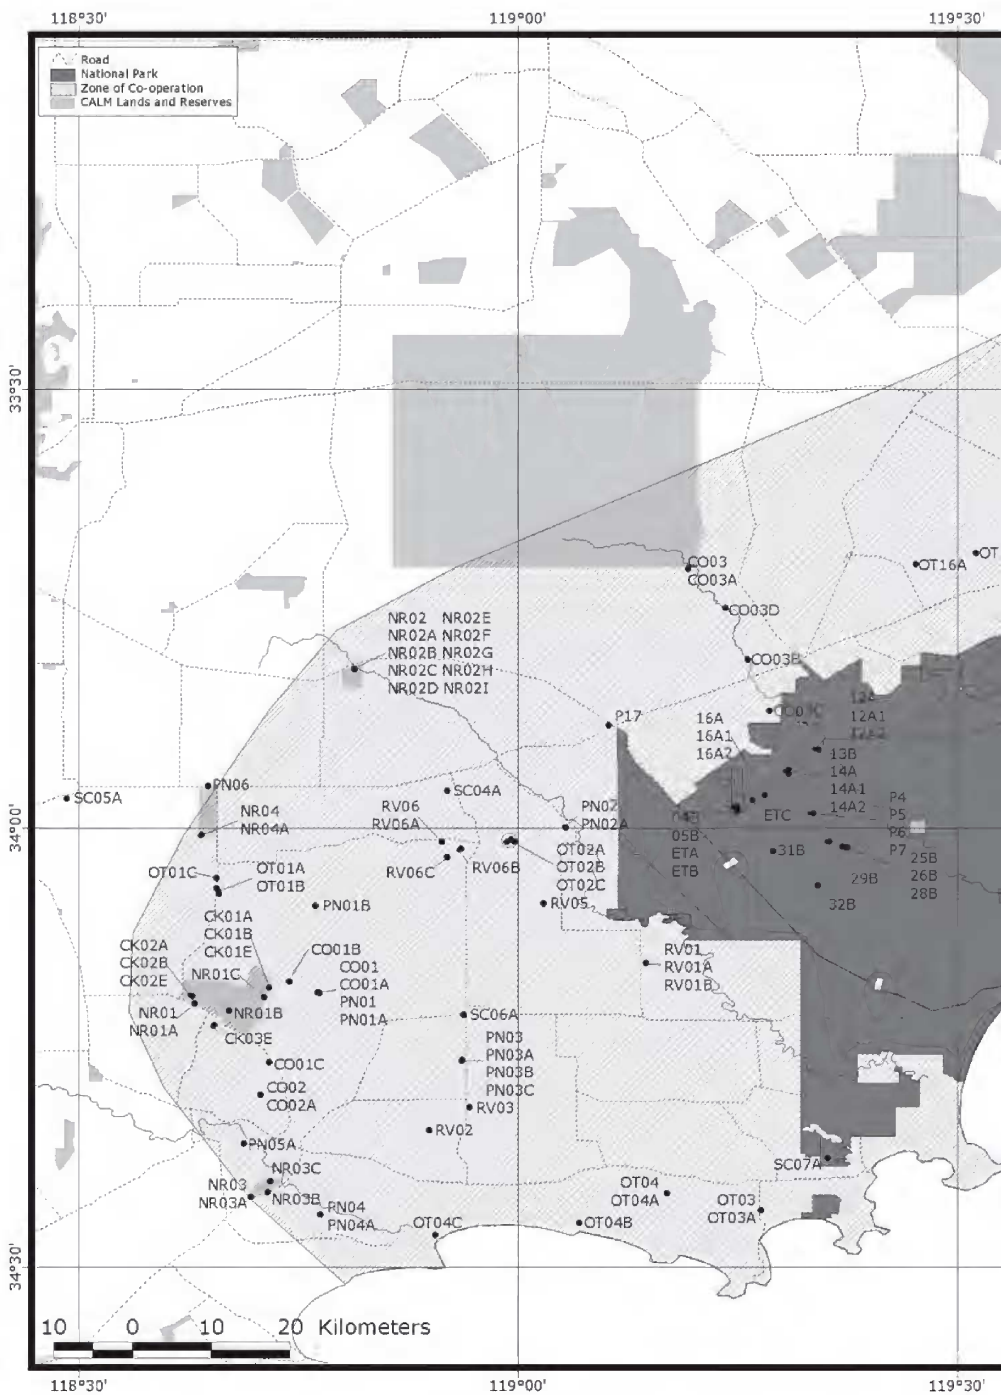 118°30'
119°00'
119°30'
Road
National Park
Zone of Co-operation
CALM Lands and Reserves
33°30'
CO03
CO03A
OT16A
OT
CO03D
NR02 NR02E
NR02A NR02F
NR02B NR02G
NR02C NR02H
NR02D NR02I
CO03B
CO03C
P17
16A
16A1
16A2
12A
12A1
12A2
13B
14A
14A1
14A2
PN06
SC05A
SC04A
NR04
NR04A
RV06
RV06A
PN02
PN02A
04B
05B
ETA
ETB
ETC
P4
P5
P6
P7
34°00'
OT01C
OT01A
OT01B
RV06C
RV06B
OT02A
OT02B
OT02C
31B
29B
25B
26B
28B
32B
CK01A
CK01B
CK01E
PN01B
RV05
CK02A
CK02B
CK02E
NR01C
CO01B
CO01
CO01A
PN01
PN01A
RV01
RV01A
RV01B
NR01
NR01A
NR01B
CK03E
SC06A
CO01C
PN03
PN03A
PN03B
PN03C
CO02
CO02A
RV03
RV02
PN05A
SC07A
NR03C
NR03
NR03A
NR03B
PN04
PN04A
OT04C
OT04
OT04A
OT04B
OT03
OT03A
34°30'
10 0 10 20 Kilometers
118°30'
119°00'
119°30'